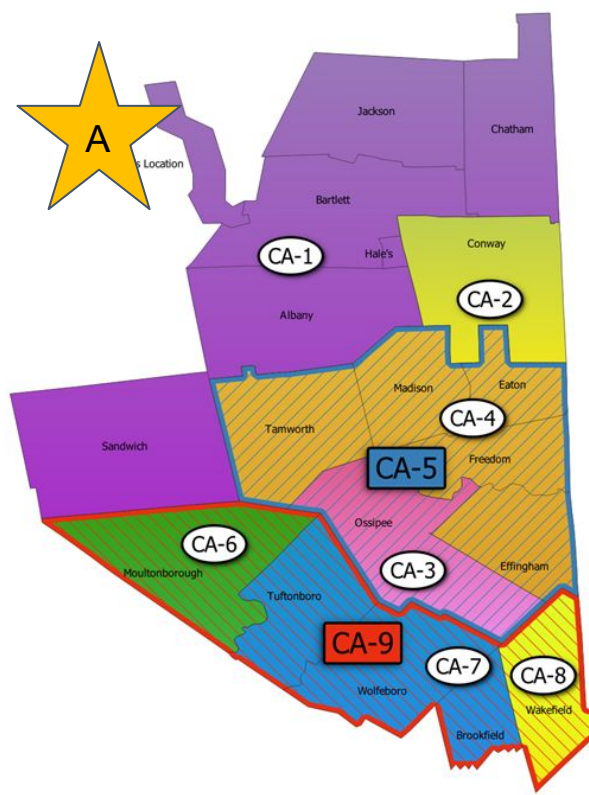 A
Jackson
Chatham
s Location
Bartlett
Conway
Hale's
CA-1
CA-2
Albany
Madison
Eaton
CA-4
Tamworth
Sandwich
Freedom
CA-5
Ossipee
CA-6
Effingham
CA-3
Moultonborough
Tuftonboro
CA-9
CA-7
CA-8
Wolfeboro
Wakefield
Brookfield